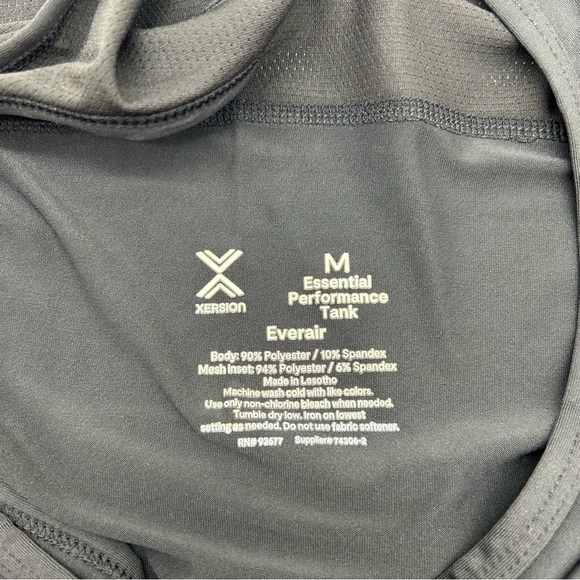 XERSION
M
Essential
Performance
Tank
Everair
Body: 90% Polyester / 10% Spandex
Mesh inset: 94% Polyester / 6% Spandex
Made in Lesotho
Machine wash cold with like colors.
Use only non-chlorine bleach when needed.
Tumble dry low. Iron on lowest
setting as needed. Do not use fabric softener.
RN# 93677 Supplier# 74306-2